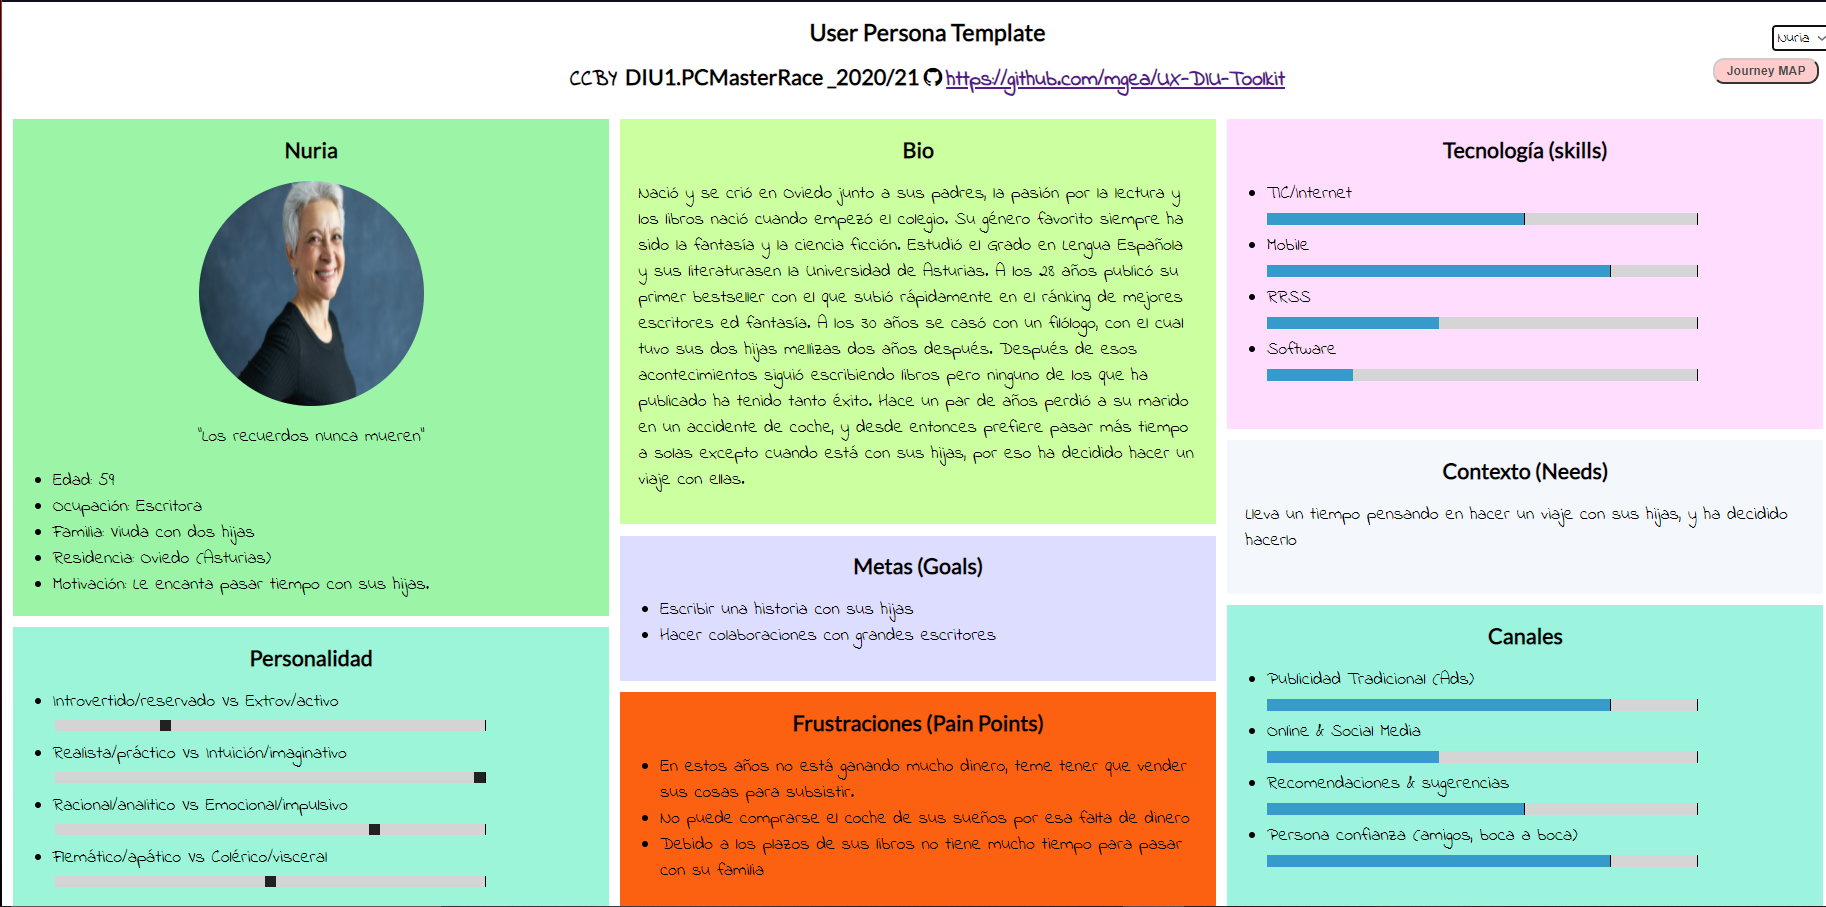 User Persona Template
Nuria
CCBY DIU1.PCMasterRace _2020/21 https://github.com/mgea/UX-DIU-Toolkit
Journey MAP
Nuria
"Los recuerdos nunca mueren"
Edad: 59
Ocupación: Escritora
Familia: Viuda con dos hijas
Residencia: Oviedo (Asturias)
Motivación: Le encanta pasar tiempo con sus hijas.
Personalidad
Introvertido/reservado Vs Extrov/activo
Realista/práctico Vs Intuición/imaginativo
Racional/analitico Vs Emocional/impulsivo
Flemático/apático Vs Colérico/visceral
Bio
Nació y se crió en Oviedo junto a sus padres, la pasión por la lectura y
los libros nació cuando empezó el colegio. Su género favorito siempre ha
sido la fantasía y la ciencia ficción. Estudió el Grado en Lengua Española
y sus literaturasen la Universidad de Asturias. A los 28 años publicó su
primer bestseller con el que subió rápidamente en el ránking de mejores
escritores ed fantasía. A los 30 años se casó con un filólogo, con el cual
tuvo sus dos hijas mellizas dos años después. Después de esos
acontecimientos siguió escribiendo libros pero ninguno de los que ha
publicado ha tenido tanto éxito. Hace un par de años perdió a su marido
en un accidente de coche, y desde entonces prefiere pasar más tiempo
a solas excepto cuando está con sus hijas, por eso ha decidido hacer un
viaje con ellas.
Metas (Goals)
Escribir una historia con sus hijas
Hacer colaboraciones con grandes escritores
Frustraciones (Pain Points)
En estos años no está ganando mucho dinero, teme tener que vender
sus cosas para subsistir.
No puede comprarse el coche de sus sueños por esa falta de dinero
Debido a los plazos de sus libros no tiene mucho tiempo para pasar
con su familia
Tecnología (skills)
TIC/Internet
Mobile
RRSS
Software
Contexto (Needs)
Lleva un tiempo pensando en hacer un viaje con sus hijas, y ha decidido
hacerlo
Canales
Publicidad Tradicional (Ads)
Online & Social Media
Recomendaciones & sugerencias
Persona confianza (amigos, boca a boca)